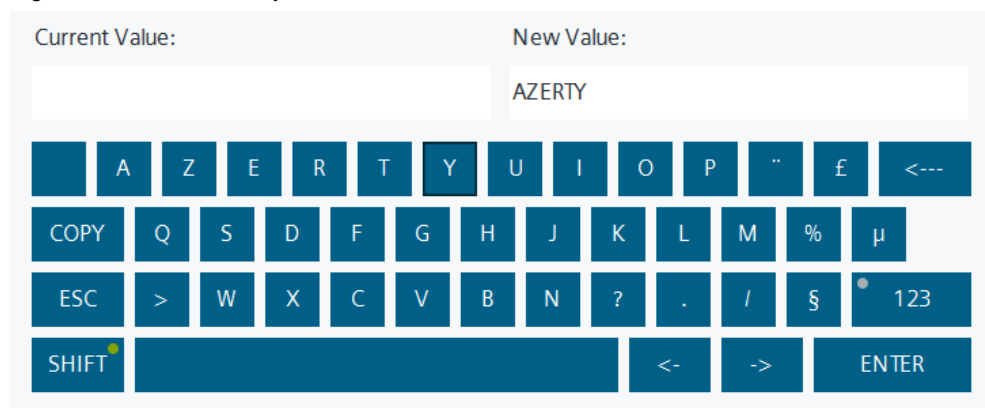 Current Value: New Value:
AZERTY
A Z E R T Y U I O P ¨ £ <---
COPY Q S D F G H J K L M % µ
ESC > W X C V B N ? . / § 123
SHIFT <- -> ENTER